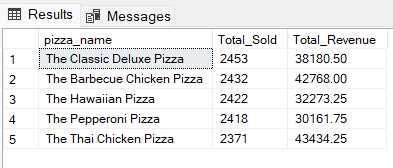 Results Messages
pizza_name Total_Sold Total_Revenue
1 The Classic Deluxe Pizza 2453 38180.50
2 The Barbecue Chicken Pizza 2432 42768.00
3 The Hawaiian Pizza 2422 32273.25
4 The Pepperoni Pizza 2418 30161.75
5 The Thai Chicken Pizza 2371 43434.25